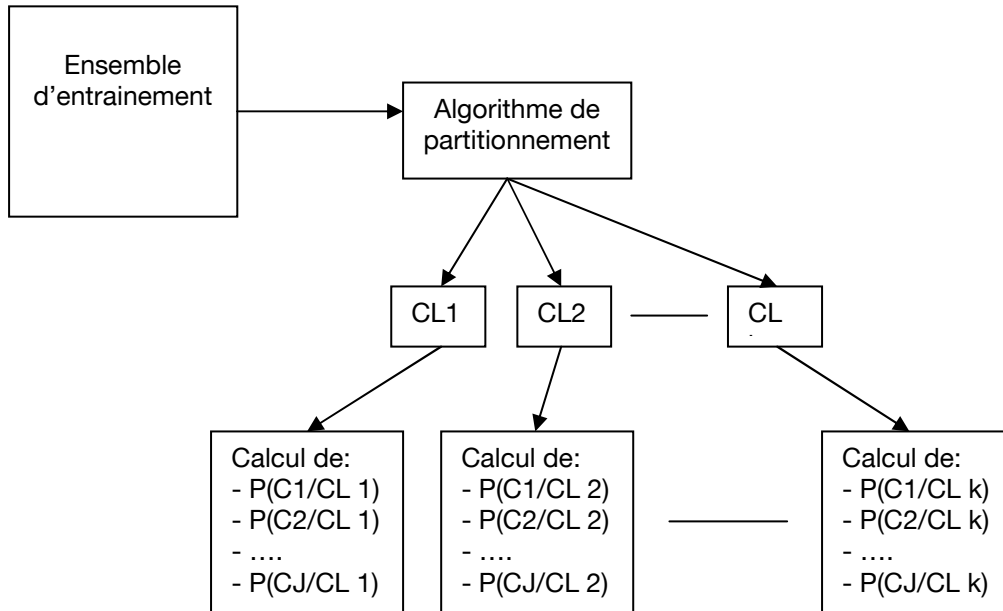 Ensemble
d'entrainement
Algorithme de
partitionnement
CL1
CL2
CL
Calcul de:
- P(C1/CL 1)
- P(C2/CL 1)
- ....
- P(CJ/CL 1)
Calcul de:
- P(C1/CL 2)
- P(C2/CL 2)
- ....
- P(CJ/CL 2)
Calcul de:
- P(C1/CL k)
- P(C2/CL k)
- ....
- P(CJ/CL k)